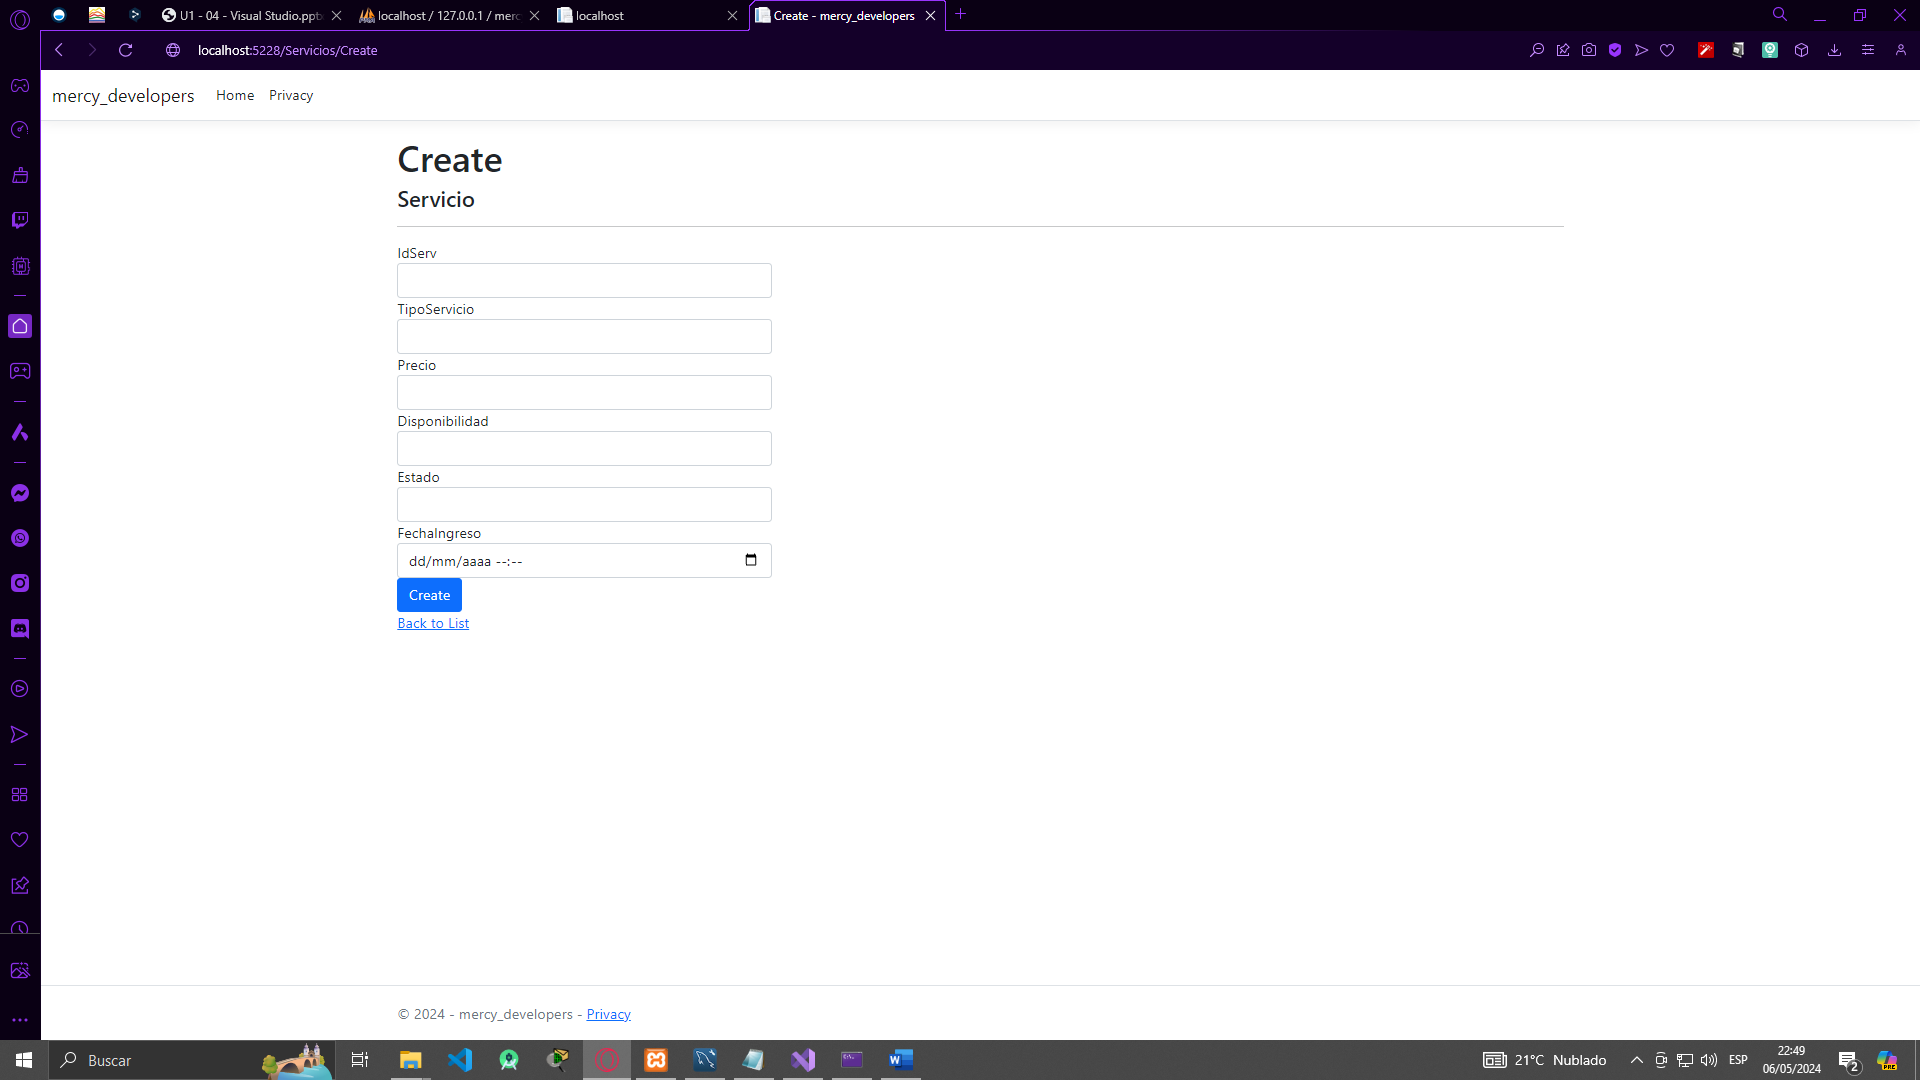 U1 - 04 - Visual Studio.ppt
localhost / 127.0.0.1 / merc
localhost
Create - mercy_developers
localhost:5228/Servicios/Create
mercy_developers
Home
Privacy
Create
Servicio
IdServ
TipoServicio
Precio
Disponibilidad
Estado
FechaIngreso
dd/mm/aaaa --:--
Create
Back to List
© 2024 - mercy_developers - Privacy
Buscar
21°C Nublado
ESP
22:49
06/05/2024
2
PRE